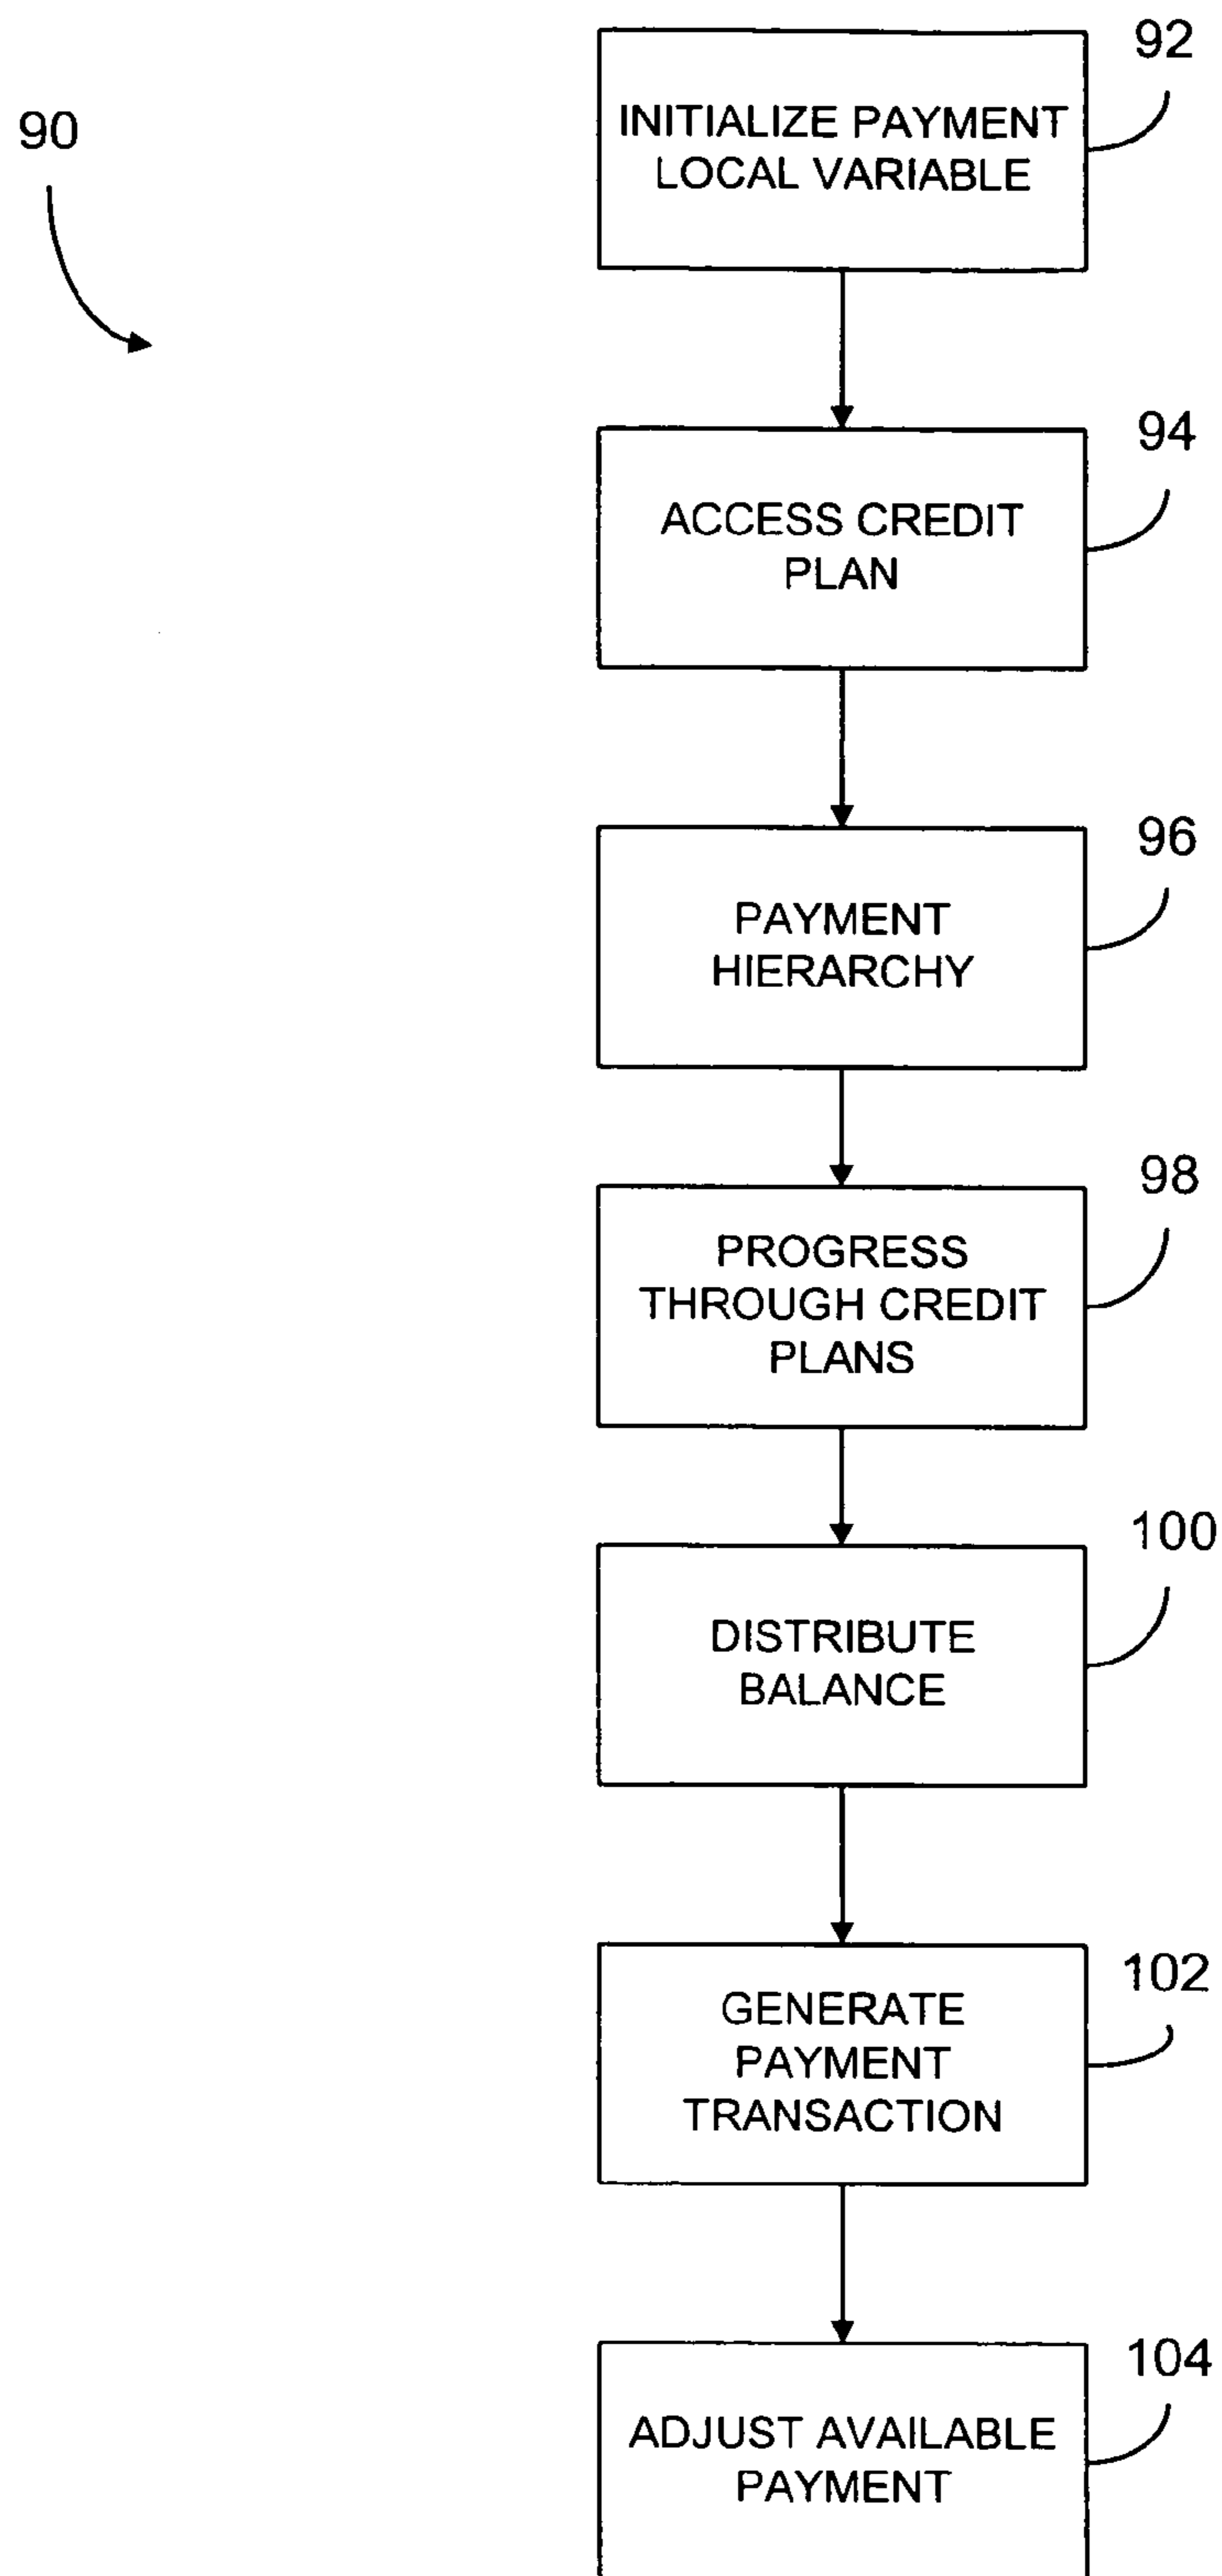 92
90
INITIALIZE PAYMENT
LOCAL VARIABLE
94
ACCESS CREDIT
PLAN
96
PAYMENT
HIERARCHY
98
PROGRESS
THROUGH CREDIT
PLANS
100
DISTRIBUTE
BALANCE
102
GENERATE
PAYMENT
TRANSACTION
104
ADJUST AVAILABLE
PAYMENT